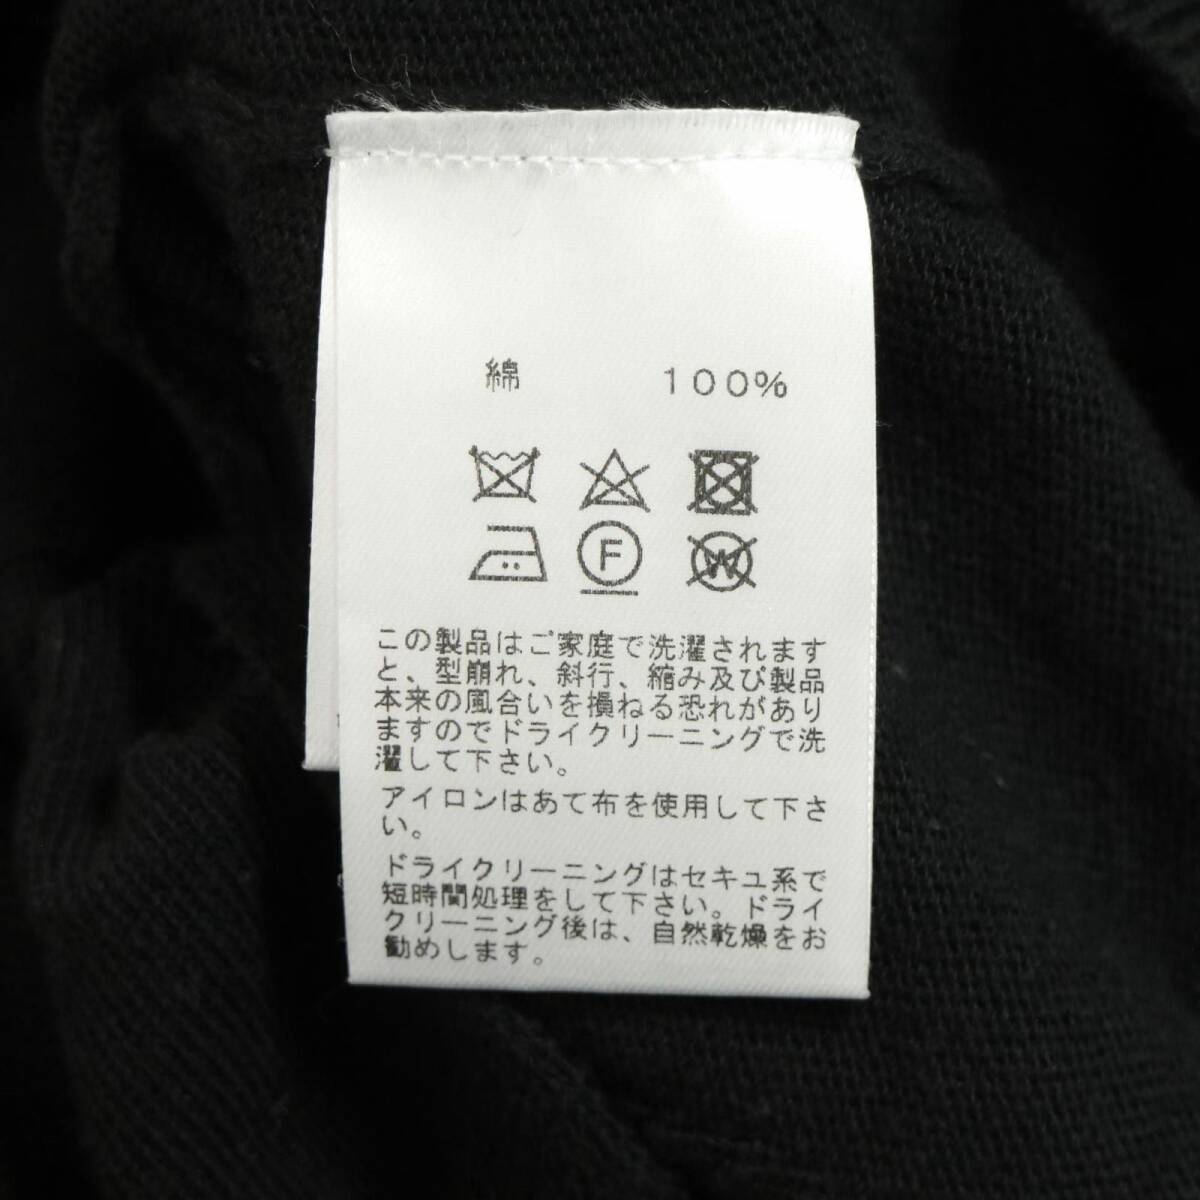 綿 100%
F W
この製品はご家庭で洗濯されます
と、型崩れ、斜行、縮み及び製品
本来の風合いを損ねる恐れがあり
ますのでドライクリーニングで洗
濯して下さい。
アイロンはあて布を使用して下さ
い。
ドライクリーニングはセキユ系で
短時間処理をして下さい。ドライ
クリーニング後は、自然乾燥をお
勧めします。